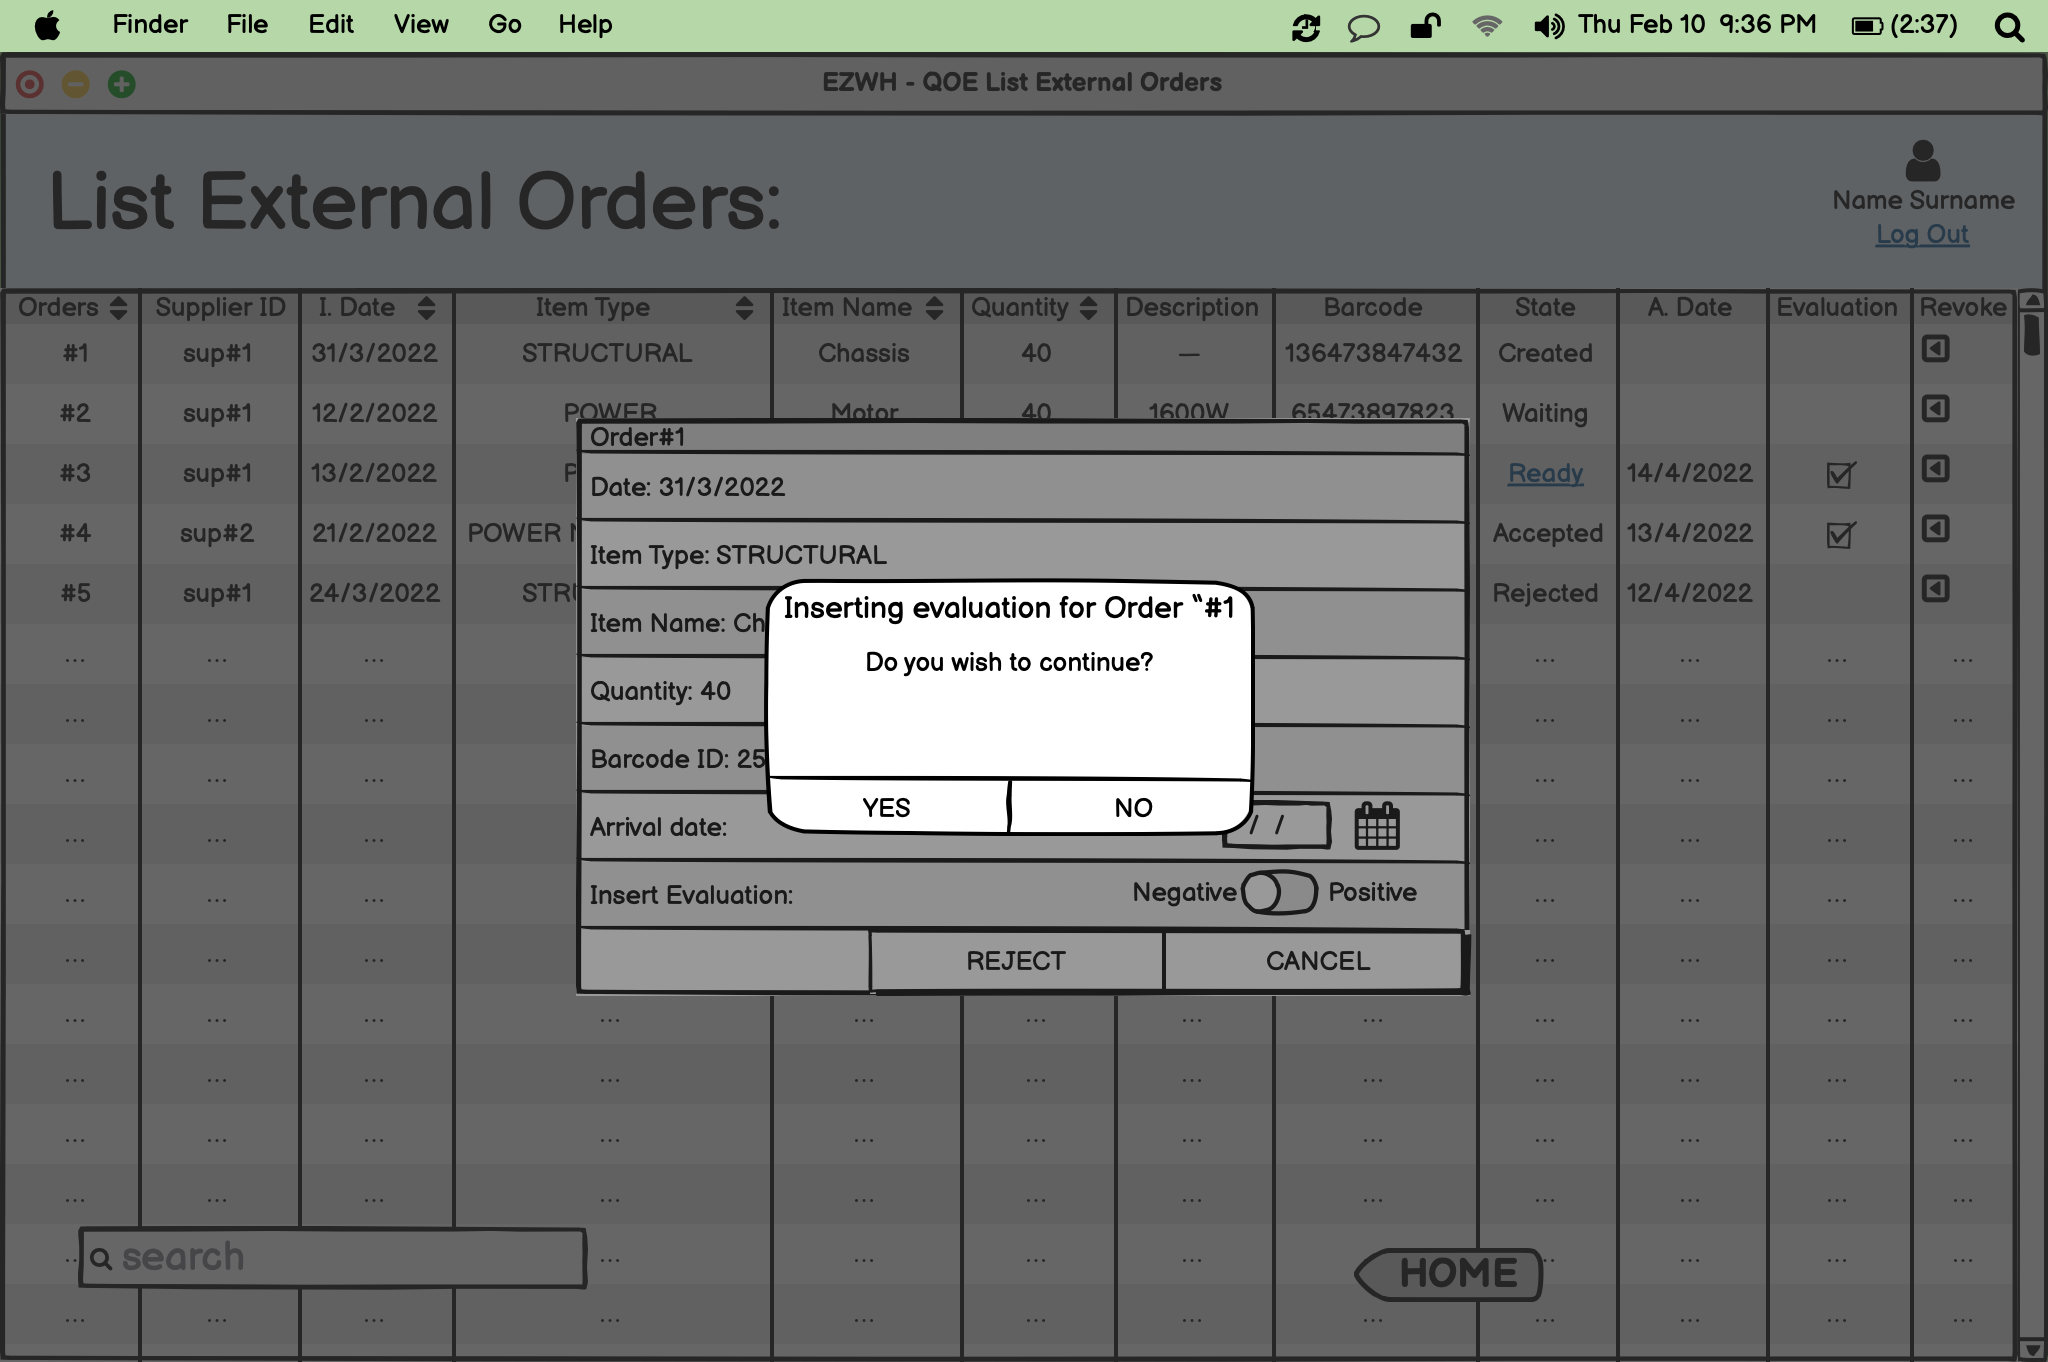 Finder File Edit View Go Help Thu Feb 10 9:36 PM (2:37)
EZWH - QOE List External Orders
List External Orders:
Name Surname
Log Out
Orders Supplier ID I. Date Item Type Item Name Quantity Description Barcode State A. Date Evaluation Revoke
#1 sup#1 31/3/2022 STRUCTURAL Chassis 40 — 136473847432 Created
#2 sup#1 12/2/2022 POWER Motor 40 1600W 65473897823 Waiting
#3 sup#1 13/2/2022 P Ready 14/4/2022
#4 sup#2 21/2/2022 POWER Accepted 13/4/2022
#5 sup#1 24/3/2022 STRU Rejected 12/4/2022
... ... ... ... ... ... ...
... ... ... ... ... ... ...
... ... ... ... ... ... ...
... ... ... ... ... ... ...
... ... ... ... ... ... ...
... ... ... ... ... ... ...
... ... ... ... ... ... ... ... ... ... ... ...
... ... ... ... ... ... ... ... ... ... ... ...
... ... ... ... ... ... ... ... ... ... ... ...
... ... ... ... ... ... ... ... ... ... ... ...
... ... ... ... ... ... ... ...
... ... ... ... ... ... ... ... ... ... ... ...
Order#1
Date: 31/3/2022
Item Type: STRUCTURAL
Item Name: Ch
Quantity: 40
Barcode ID: 25
Arrival date: / /
Insert Evaluation: Negative Positive
REJECT CANCEL
Inserting evaluation for Order "#1
Do you wish to continue?
YES NO
search
HOME